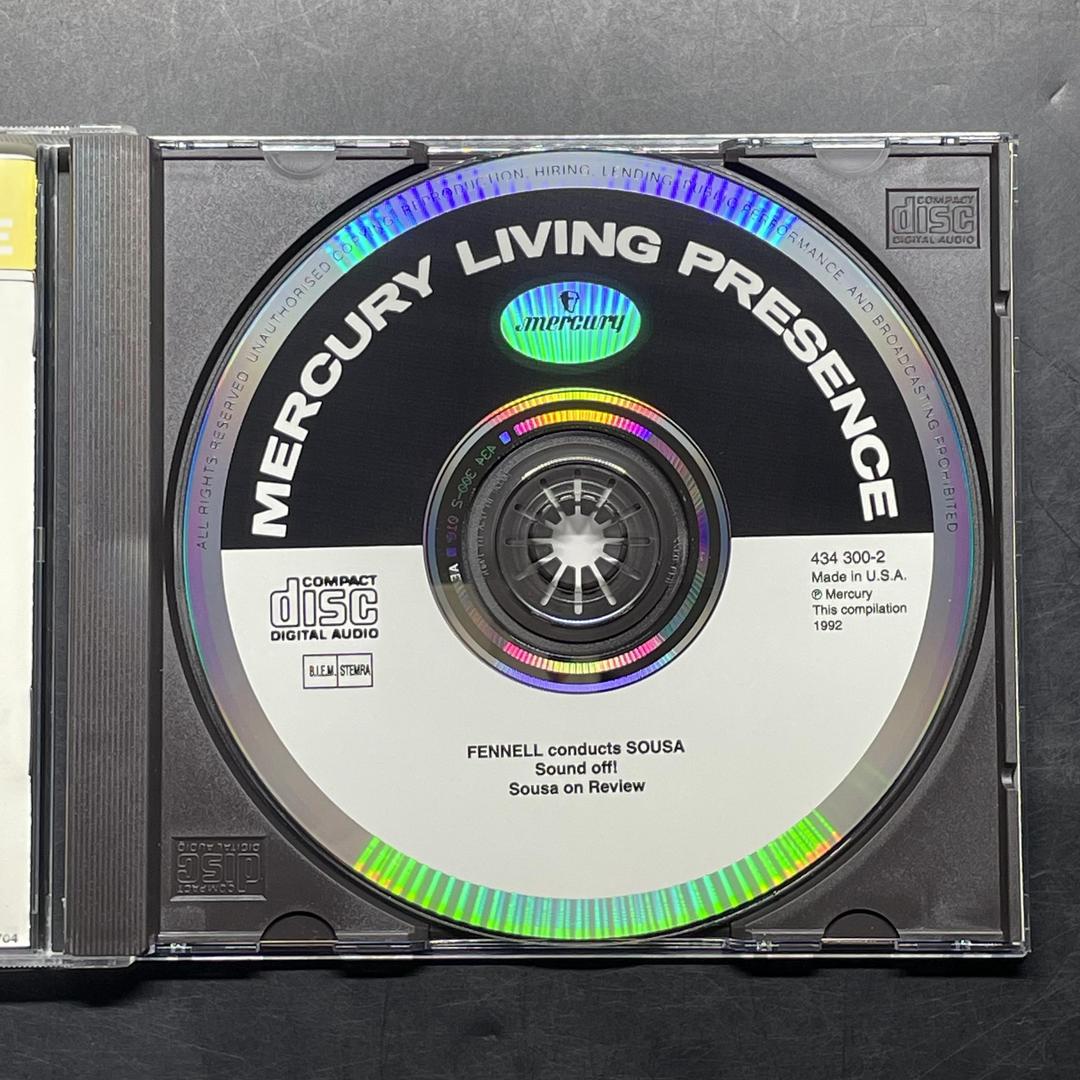 E
COMPACT
disc
DIGITAL AUDIO
ALL RIGHTS RESERVED UNAUTHORISED COPYING, REPRODUCTION, HIRING, LENDING, PUBLIC PERFORMANCE AND BROADCASTING PROHIBITED
MERCURY LIVING PRESENCE
mercury
434 300-2
COMPACT
disc
DIGITAL AUDIO
B.I.E.M. STEMRA
434 300-2
Made in U.S.A.
℗ Mercury
This compilation
1992
FENNELL conducts SOUSA
Sound off!
Sousa on Review
COMPACT
disc
DIGITAL AUDIO
704